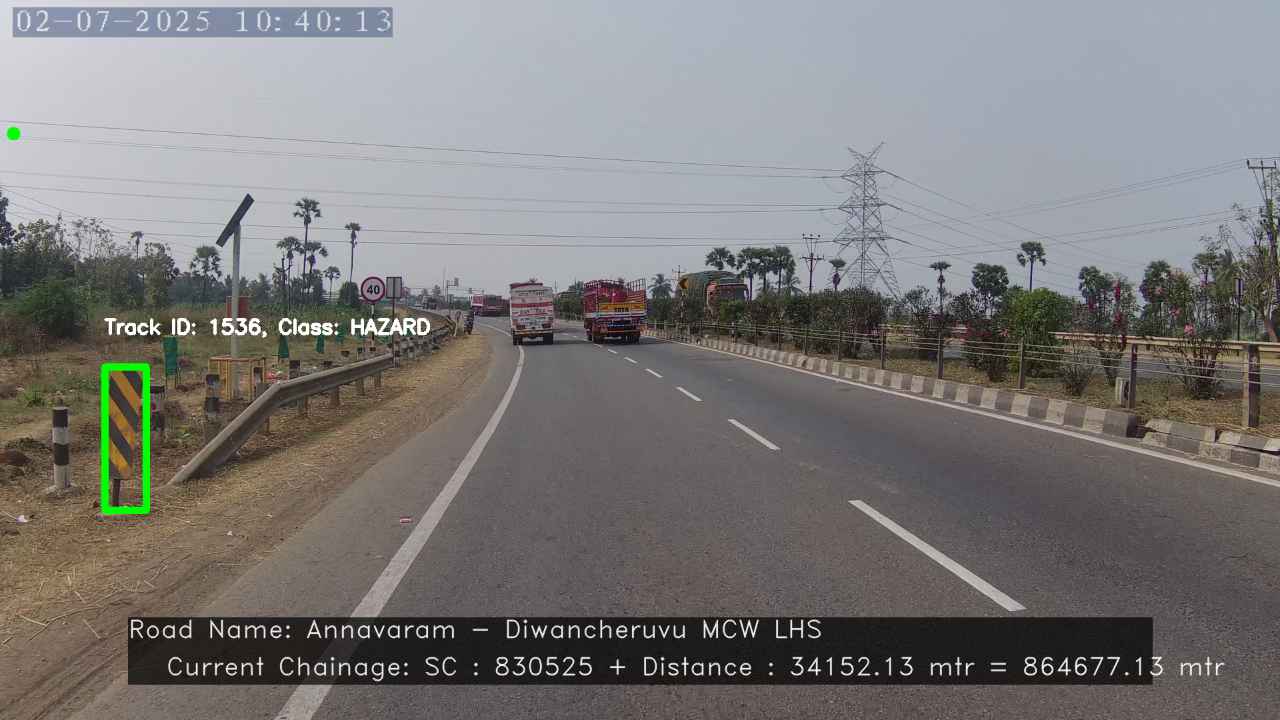 02-07-2025 10:40:13
40
Track ID: 1536, Class: HAZARD
Road Name: Annavaram - Diwancheruvu MCW LHS
Current Chainage: SC : 830525 + Distance : 34152.13 mtr = 864677.13 mtr